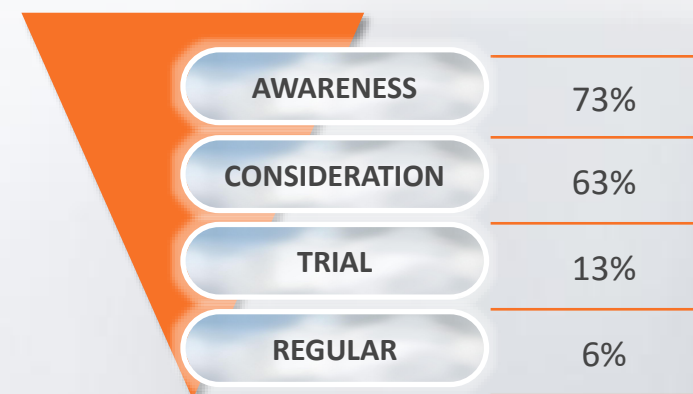 AWARENESS 73%
CONSIDERATION 63%
TRIAL 13%
REGULAR 6%